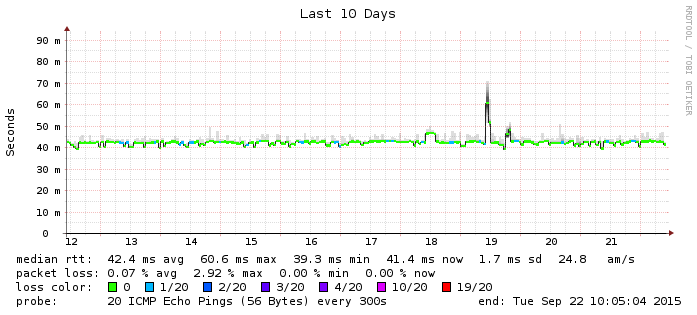 Last 10 Days
RRDTOOL / TOBI OETIKER
Seconds
90 m
80 m
70 m
60 m
50 m
40 m
30 m
20 m
10 m
0
12 13 14 15 16 17 18 19 20 21
median rtt: 42.4 ms avg 60.6 ms max 39.3 ms min 41.4 ms now 1.7 ms sd 24.8 am/s
packet loss: 0.07 % avg 2.92 % max 0.00 % min 0.00 % now
loss color: 0 1/20 2/20 3/20 4/20 10/20 19/20
probe: 20 ICMP Echo Pings (56 Bytes) every 300s end: Tue Sep 22 10:05:04 2015